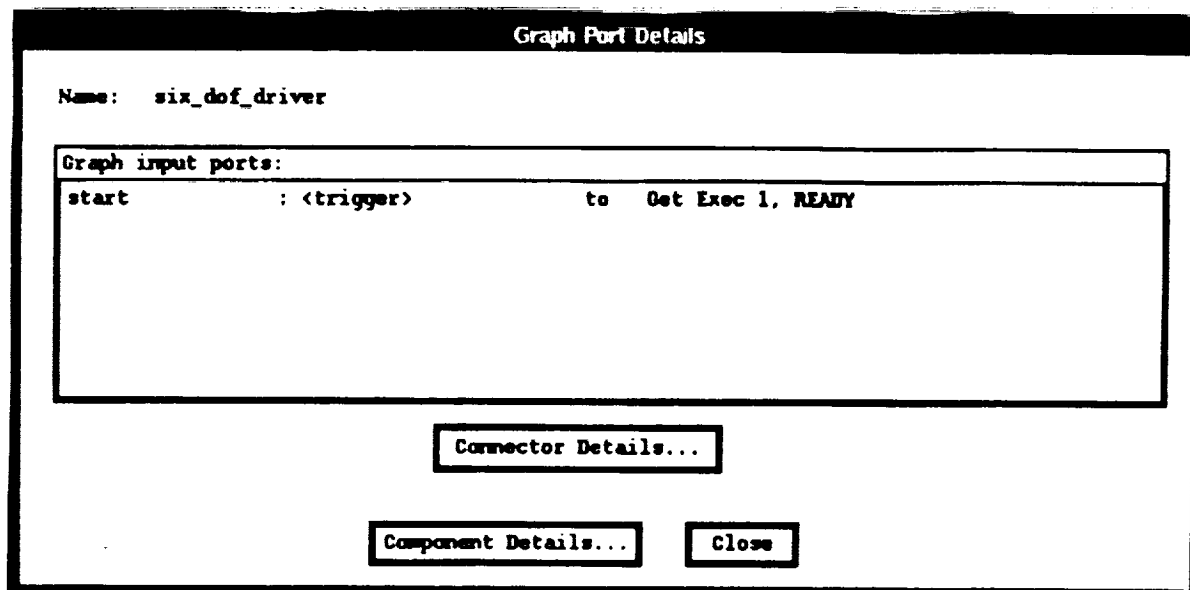 Graph Port Details
Name: six_dof_driver
Graph input ports:
start : <trigger> to Get Exec 1, READY
Connector Details...
Component Details... Close